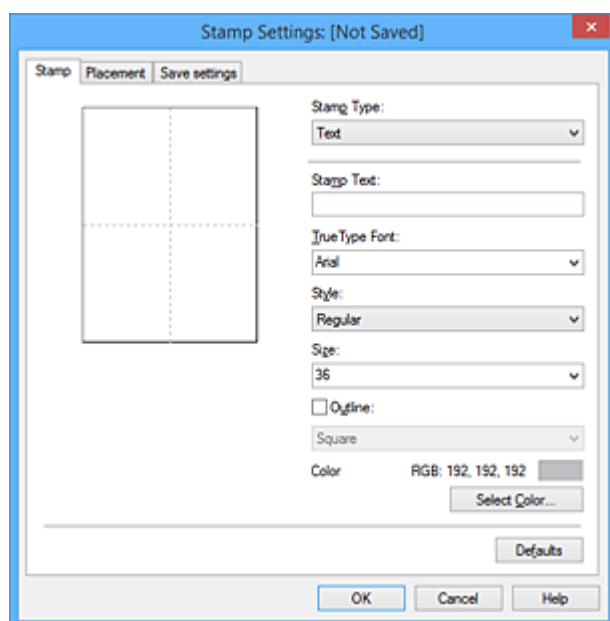 Stamp Settings: [Not Saved]
Stamp Placement Save settings
Stamp Type:
Text
Stamp Text:
TrueType Font:
Arial
Style:
Regular
Size:
36
Outline:
Square
Color RGB: 192, 192, 192
Select Color...
Defaults
OK Cancel Help